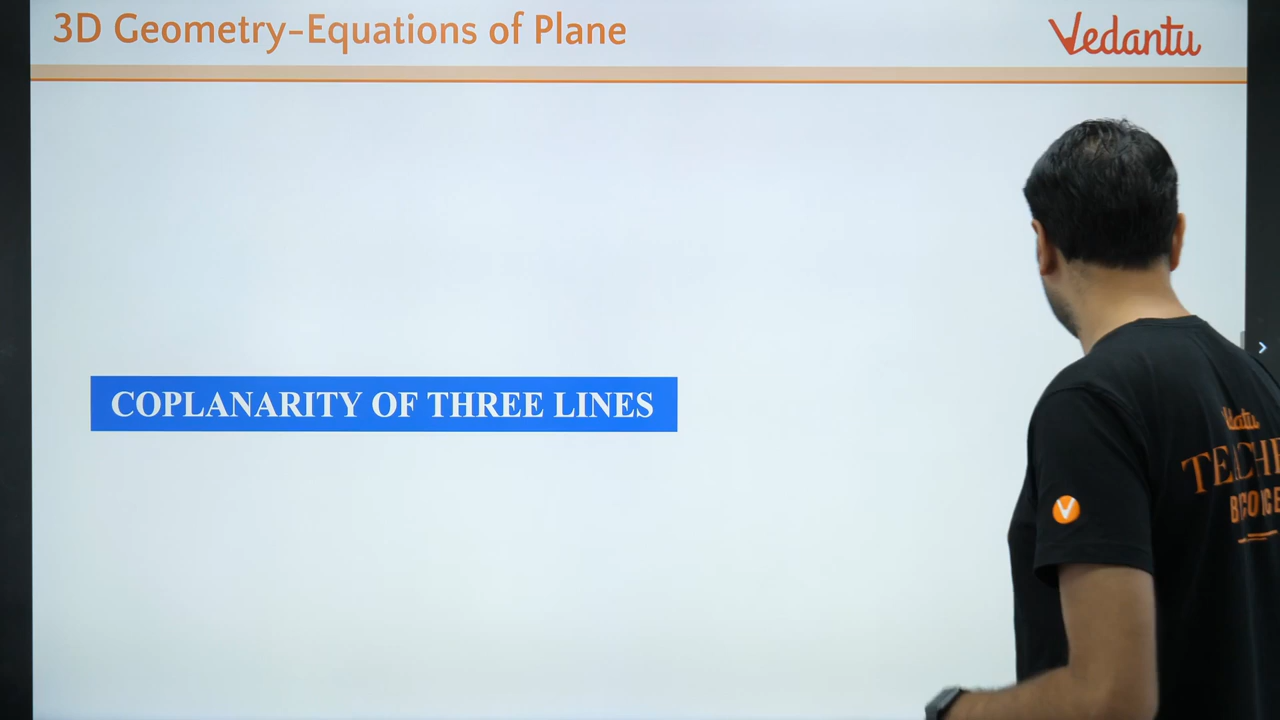 3D Geometry-Equations of Plane
Vedantu
COPLANARITY OF THREE LINES
V